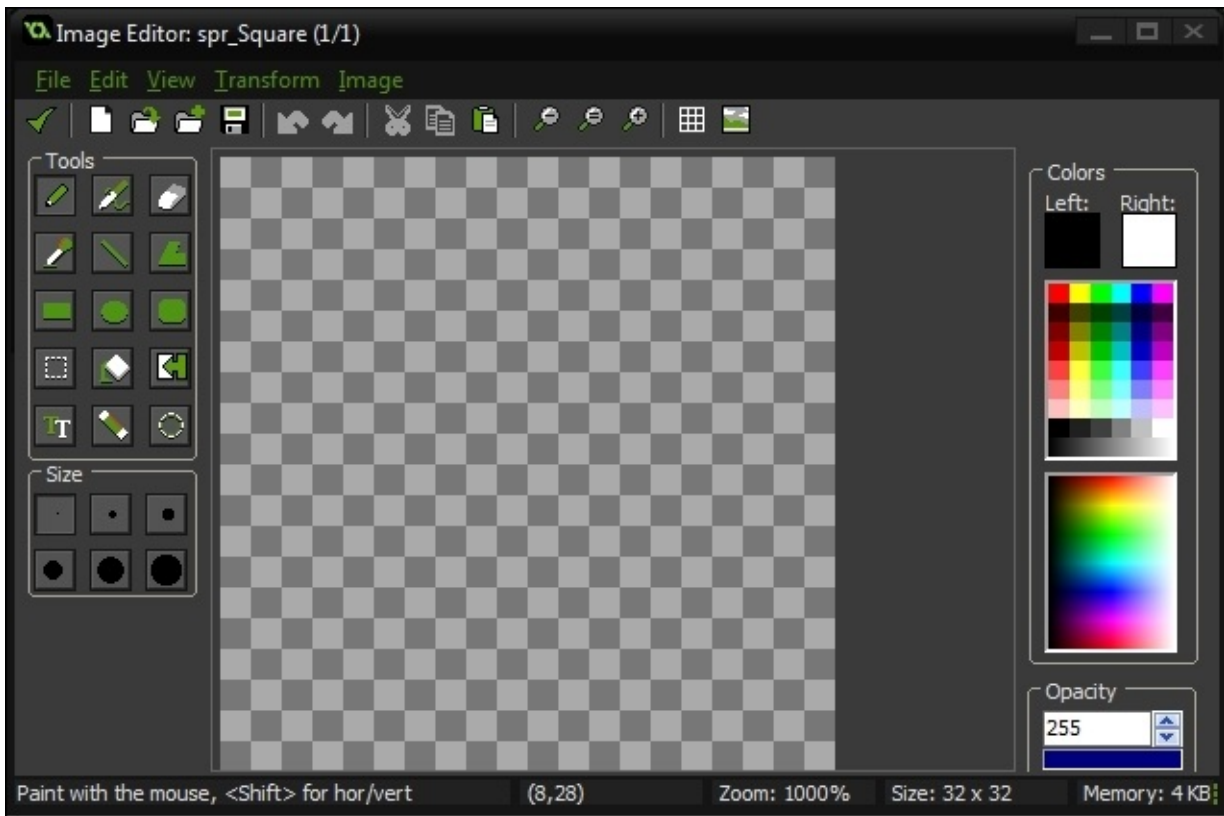 Image Editor: spr_Square (1/1)
File Edit View Transform Image
Tools
Colors
Left: Right:
TT
Size
Opacity
255
Paint with the mouse, <Shift> for hor/vert (8,28) Zoom: 1000% Size: 32 x 32 Memory: 4 KB